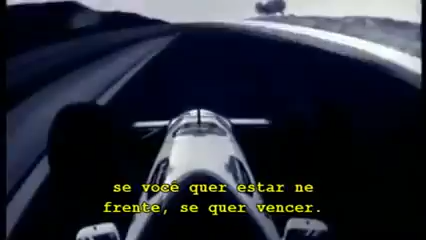 se você quer estar ne
frente, se quer vencer.